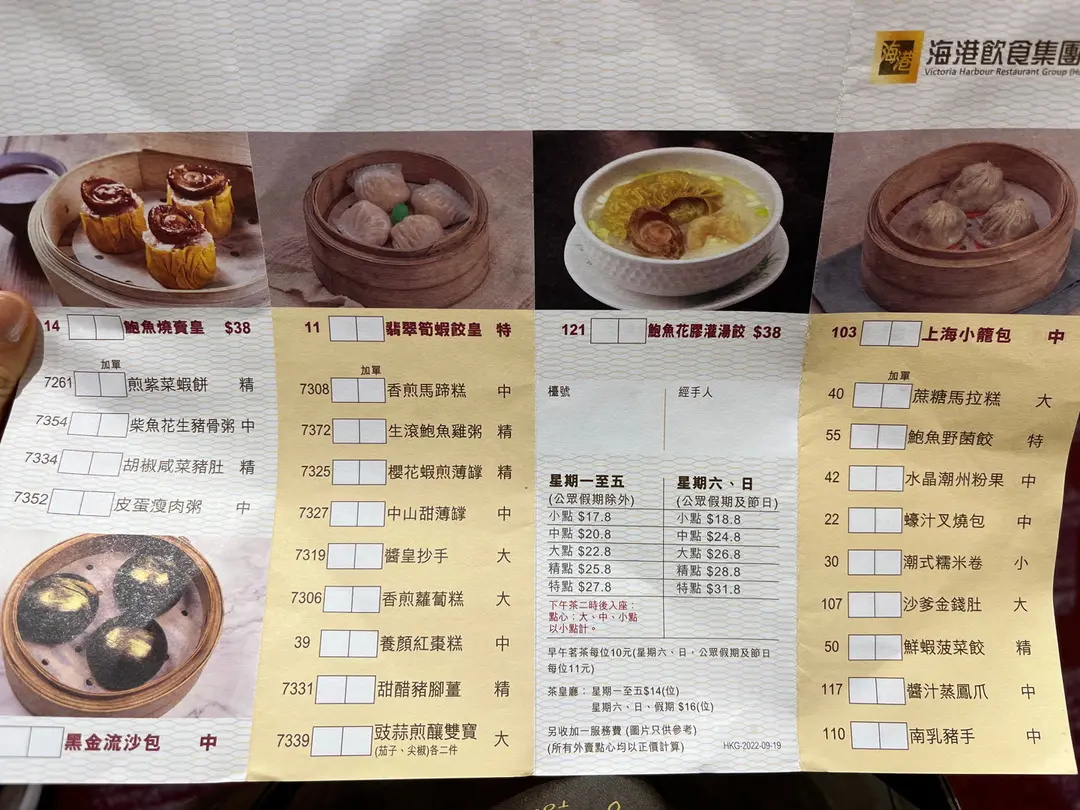 海港飲食集團
Victoria Harbour Restaurant Group
14 鮑魚燒賣皇 $38
加單
7261 煎紫菜蝦餅 精
7354 柴魚花生豬骨粥 中
7334 胡椒咸菜豬肚 精
7352 皮蛋瘦肉粥 中
黑金流沙包 中
11 翡翠筍蝦餃皇 特
加單
7308 香煎馬蹄糕 中
7372 生滾鮑魚雞粥 精
7325 櫻花蝦煎薄罉 精
7327 中山甜薄罉 中
7319 醬皇抄手 大
7306 香煎蘿蔔糕 大
39 養顏紅棗糕 中
7331 甜醋豬腳薑 精
7339 豉蒜煎釀雙寶 大
(茄子、尖椒)各二件
121 鮑魚花膠灌湯餃 $38
檯號 經手人
星期一至五
(公眾假期除外)
小點 $17.8
中點 $20.8
大點 $22.8
精點 $25.8
特點 $27.8
下午茶二時後入座：
點心：大、中、小點
以小點計。
星期六、日
(公眾假期及節日)
小點 $18.8
中點 $24.8
大點 $26.8
精點 $28.8
特點 $31.8
早午茗茶每位10元(星期六、日，公眾假期及節日
每位11元)
茶皇廳：星期一至五$14(位)
星期六、日、假期 $16(位)
另收加一服務費 (圖片只供參考)
(所有外賣點心均以正價計算) HKG-2022-09-19
103 上海小籠包 中
加單
40 蔗糖馬拉糕 大
55 鮑魚野菌餃 特
42 水晶潮州粉果 中
22 蠔汁叉燒包 中
30 潮式糯米卷 小
107 沙爹金錢肚 大
50 鮮蝦菠菜餃 精
117 醬汁蒸鳳爪 中
110 南乳豬手 中